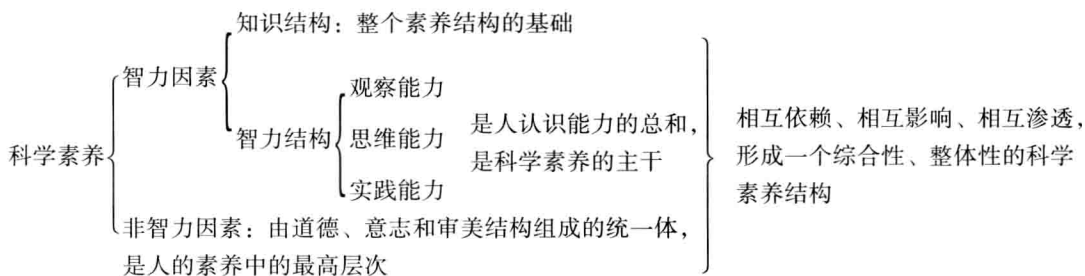 科学素养
智力因素
知识结构：整个素养结构的基础
智力结构
观察能力
思维能力
实践能力
是人认识能力的总和，
是科学素养的主干
非智力因素：由道德、意志和审美结构组成的统一体，
是人的素养中的最高层次
相互依赖、相互影响、相互渗透，
形成一个综合性、整体性的科学
素养结构